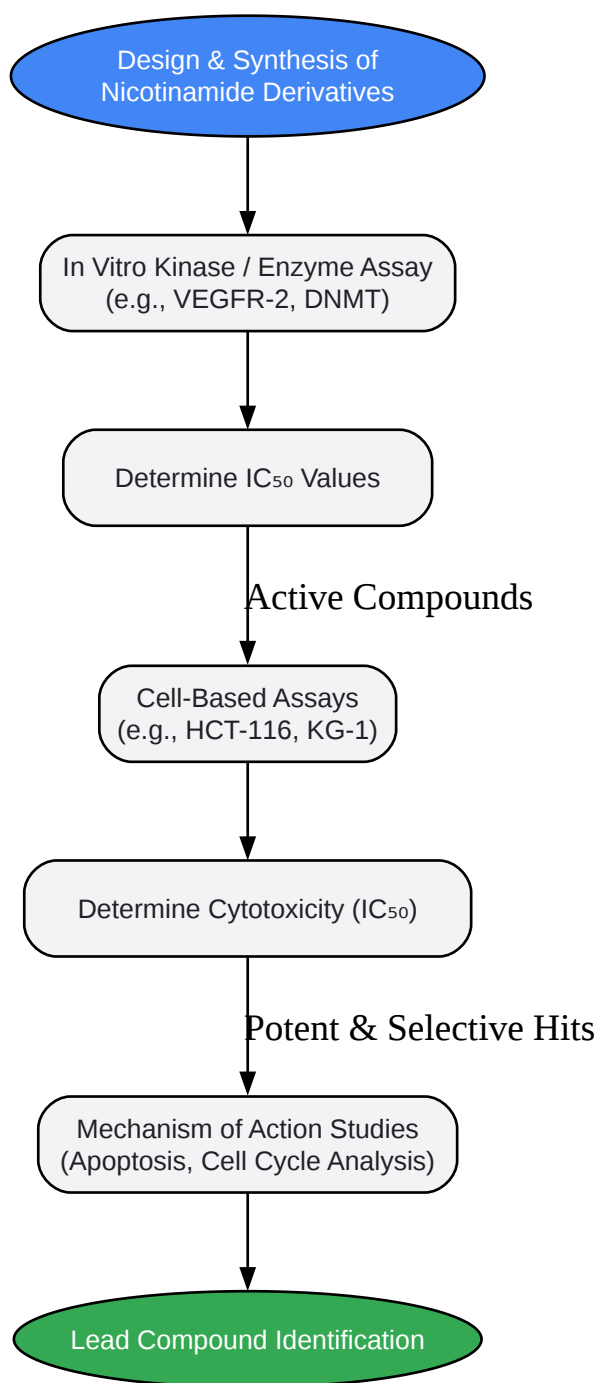 Design & Synthesis of
Nicotinamide Derivatives
In Vitro Kinase / Enzyme Assay
(e.g., VEGFR-2, DNMT)
Determine IC₅₀ Values
Active Compounds
Cell-Based Assays
(e.g., HCT-116, KG-1)
Determine Cytotoxicity (IC₅₀)
Potent & Selective Hits
Mechanism of Action Studies
(Apoptosis, Cell Cycle Analysis)
Lead Compound Identification